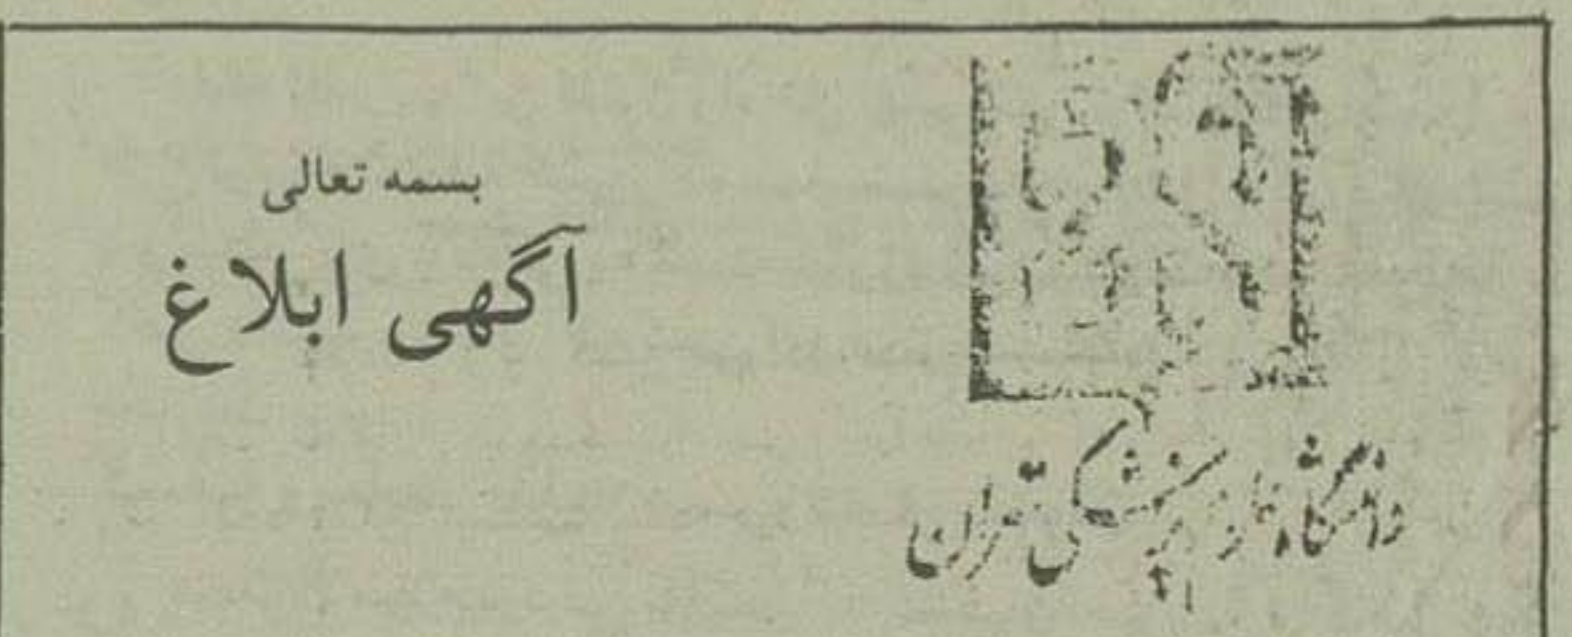 بسمه تعالی
آگهی ابلاغ
دانشگاه علوم پزشکی تهران